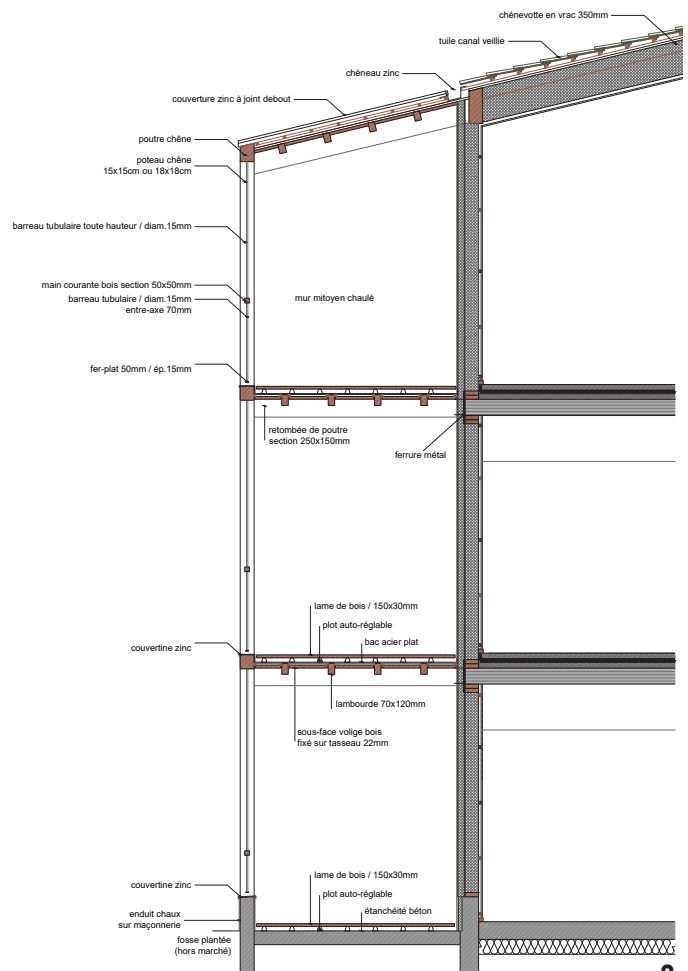 chénevotte en vrac 350mm
tuile canal veillie
chéneau zinc
couverture zinc à joint debout
poutre chêne
poteau chêne
15x15cm ou 18x18cm
barreau tubulaire toute hauteur / diam.15mm
main courante bois section 50x50mm
barreau tubulaire / diam.15mm
entre-axe 70mm
mur mitoyen chaulé
fer-plat 50mm / ép.15mm
retombée de poutre
section 250x150mm
ferrure métal
lame de bois / 150x30mm
plot auto-réglable
bac acier plat
couvertine zinc
lambourde 70x120mm
sous-face volige bois
fixé sur tasseau 22mm
lame de bois / 150x30mm
couvertine zinc
plot auto-réglable
étanchéité béton
enduit chaux
sur maçonnerie
fosse plantée
(hors marché)